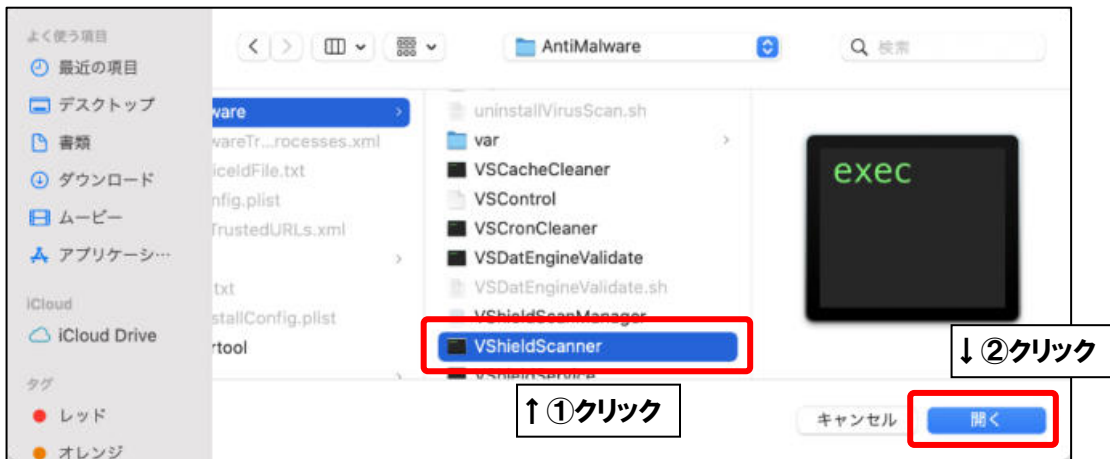 よく使う項目
最近の項目
デスクトップ
書類
ダウンロード
ムービー
アプリケーシ…
iCloud
iCloud Drive
タグ
レッド
オレンジ
AntiMalware
検索
ware
wareTr...rocesses.xml
iceIdFile.txt
nfig.plist
TrustedURLs.xml
txt
stallConfig.plist
rtool
uninstallVirusScan.sh
var
VSCacheCleaner
VSControl
VSCronCleaner
VSDatEngineValidate
VSDatEngineValidate.sh
VShieldScanManager
VShieldScanner
VShieldService
exec
↓②クリック
↑①クリック
キャンセル
開く